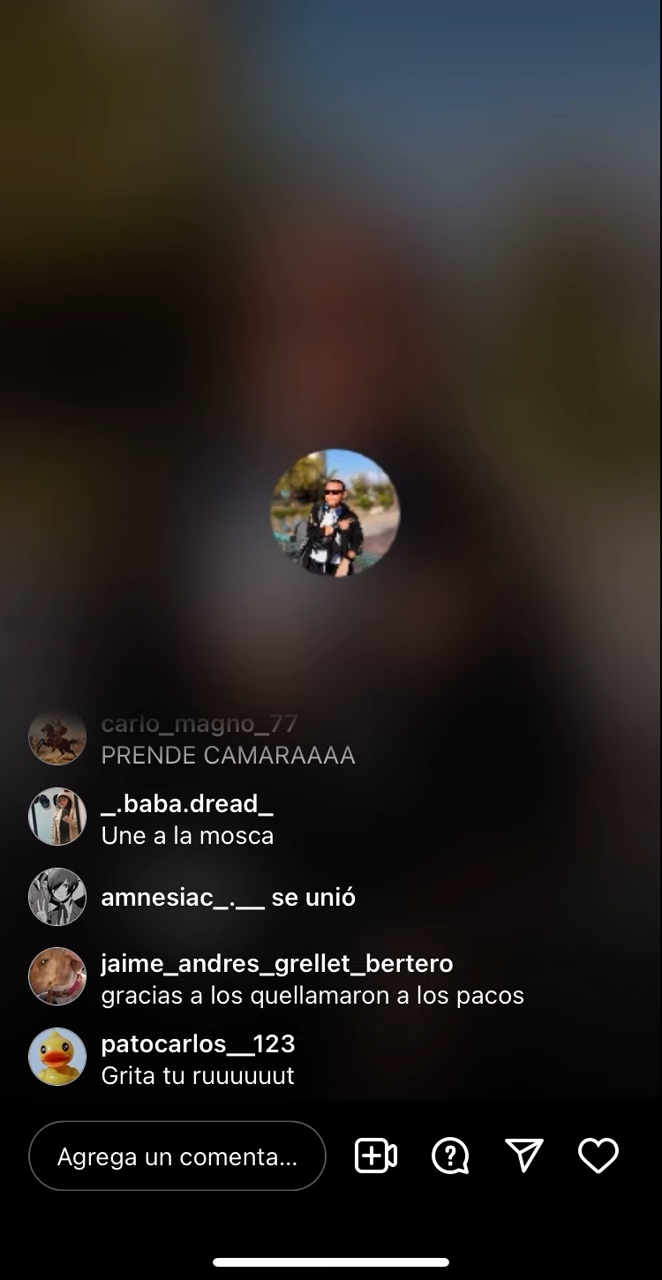 carlo_magno_77
PRENDE CAMARAAAA
_.baba.dread_
Une a la mosca
amnesiac_.__ se unió
jaime_andres_grellet_bertero
gracias a los quellamaron a los pacos
patocarlos__123
Grita tu ruuuuuut
Agrega un comenta...